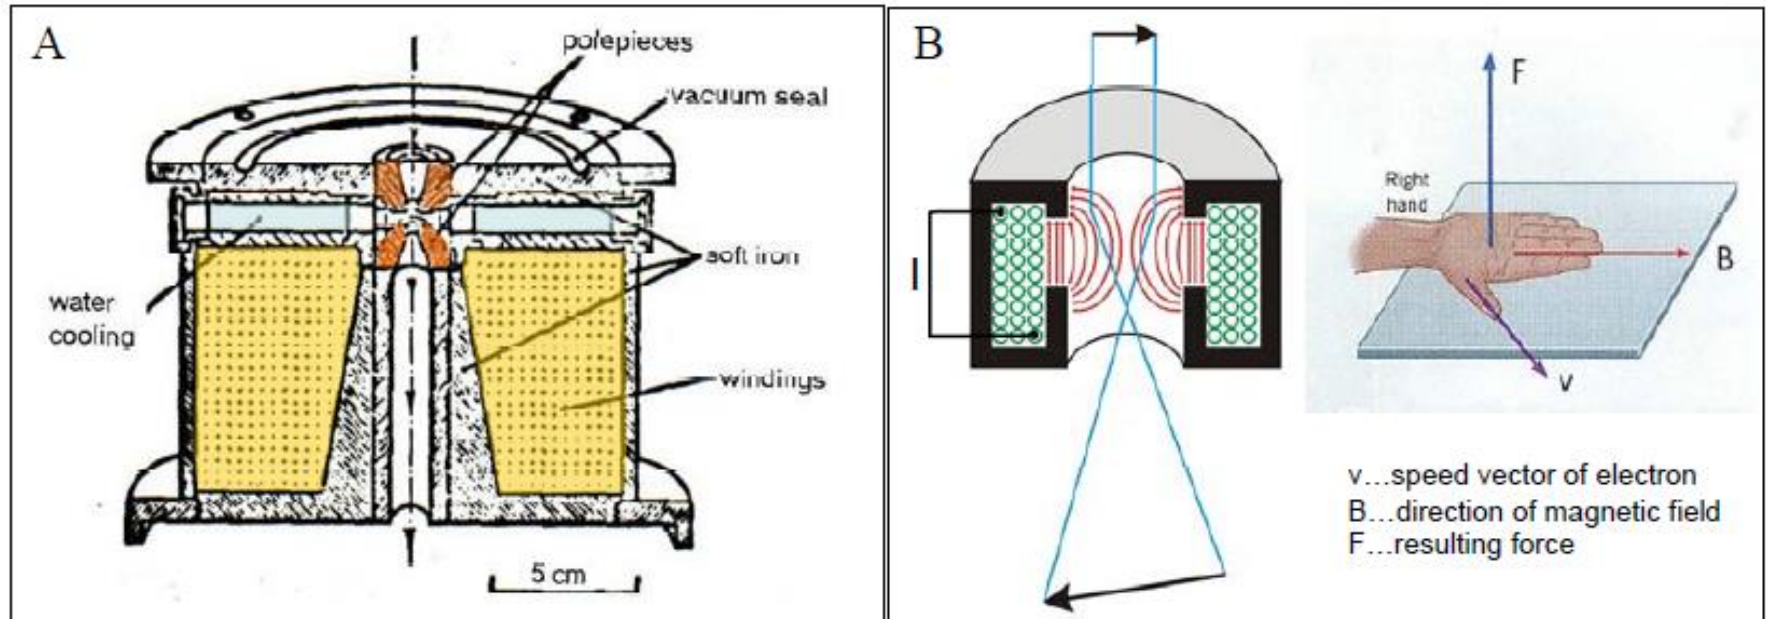 A
polepieces
vacuum seal
soft iron
water
cooling
windings
5 cm
B
I
F
Right
hand
B
v
v...speed vector of electron
B...direction of magnetic field
F...resulting force